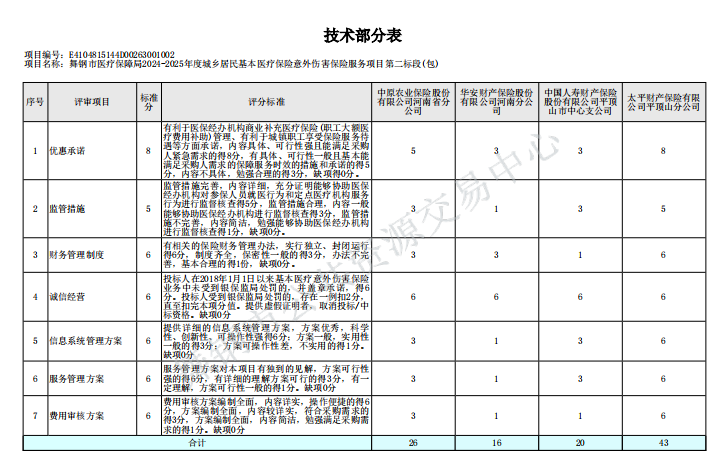 技术部分表
项目编号：E4104815144D00263001002
项目名称：舞钢市医疗保障局2024-2025年度城乡居民基本医疗保险意外伤害保险服务项目第二标段(包)
序号 评审项目 标准分 评分标准 中原农业保险股份有限公司河南省分公司 华安财产保险股份有限公司河南分公司 中国人寿财产保险股份有限公司平顶山市中心支公司 太平财产保险有限公司平顶山分公司
1 优惠承诺 8
有利于医保经办机构商业补充医疗保险(职工大额医
疗费用补助)管理、有利于城镇职工享受保险服务待
遇等方面承诺，内容具体、可行性强且能满足采购
人紧急需求的得8分，有具体、可行性一般且基本能
满足采购人需求的保障服务时效的措施和承诺的得5
分，内容不具体，勉强合理的得3分，缺项得0分。
5 3 3 8
2 监管措施 5
监管措施完善，内容详细，充分证明能够协助医保
经办机构对参保人员就医行为和定点医疗机构服务
行为进行监督核查得5分，监管措施合理，内容一般
能够协助医保经办机构进行监督核查得3分，监管措
施不完善，内容简洁，勉强能够协助医保经办机构
进行监督核查得1分，缺项0分。
3 1 3 5
3 财务管理制度 6
有相关的保险财务管理办法，实行独立、封闭运行
得6分，制度齐全，保密性一般的得3分，办法不完
善，基本合理的得1份，缺项0分。
3 3 1 6
4 诚信经营 6
投标人在2018年1月1日以来基本医疗意外伤害保险
业务中未受到银保监局处罚的，并盖章承诺，得6
分。投标人受到银保监局处罚的，存在一例扣2分，
直至扣完本项分值。提供虚假证明者，取消投标/中
标资格。缺项0分
6 6 6 6
5 信息系统管理方案 6
提供详细的信息系统管理方案，方案优秀，科学
性、创新性、可操作性强得6分；方案一般，实用性
一般的得3分；方案可操作性差，不实用的得1分。
缺项0分
3 1 3 6
6 服务管理方案 6
服务管理方案对本项目有独到的见解，方案可行性
强的得6分，有详细的理解方案可行的得3分，有一
定理解，方案可行性一般的得1分。缺项0分
3 1 3 6
7 费用审核方案 6
费用审核方案编制全面，内容详实，操作便捷的得6
分，方案编制全面，内容较详实，符合采购需求的
得3分，方案编制全面，内容简洁，勉强满足采购需
求的得1分。缺项0分
3 1 1 6
合计 26 16 20 43